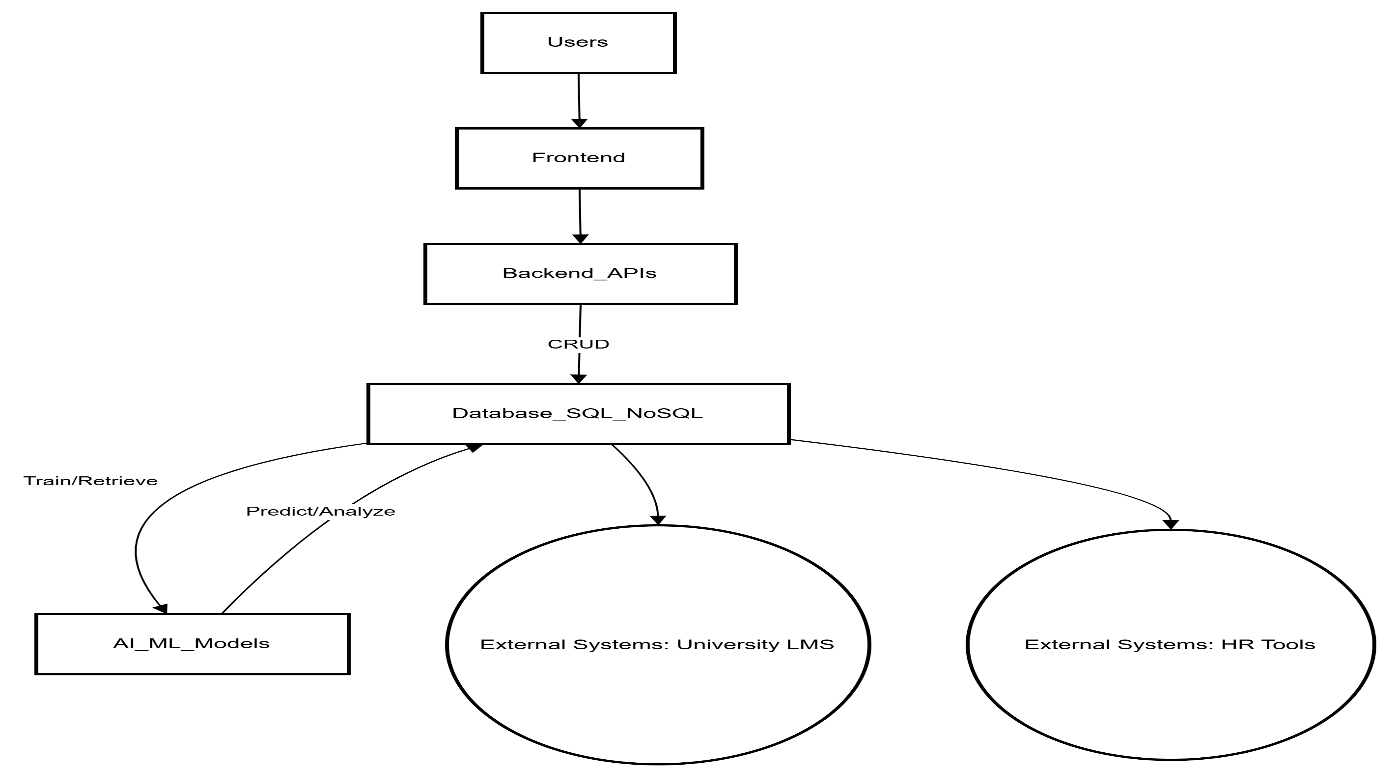 Users
Frontend
Backend_APIs
CRUD
Database_SQL_NoSQL
Train/Retrieve
Predict/Analyze
AI_ML_Models
External Systems: University LMS
External Systems: HR Tools